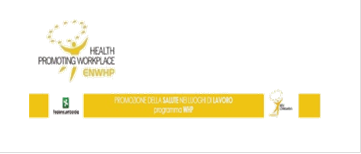 HEALTH
PROMOTING WORKPLACE
ENWHP
PROMOZIONE DELLA SALUTE NEI LUOGHI DI LAVORO
programma WHP